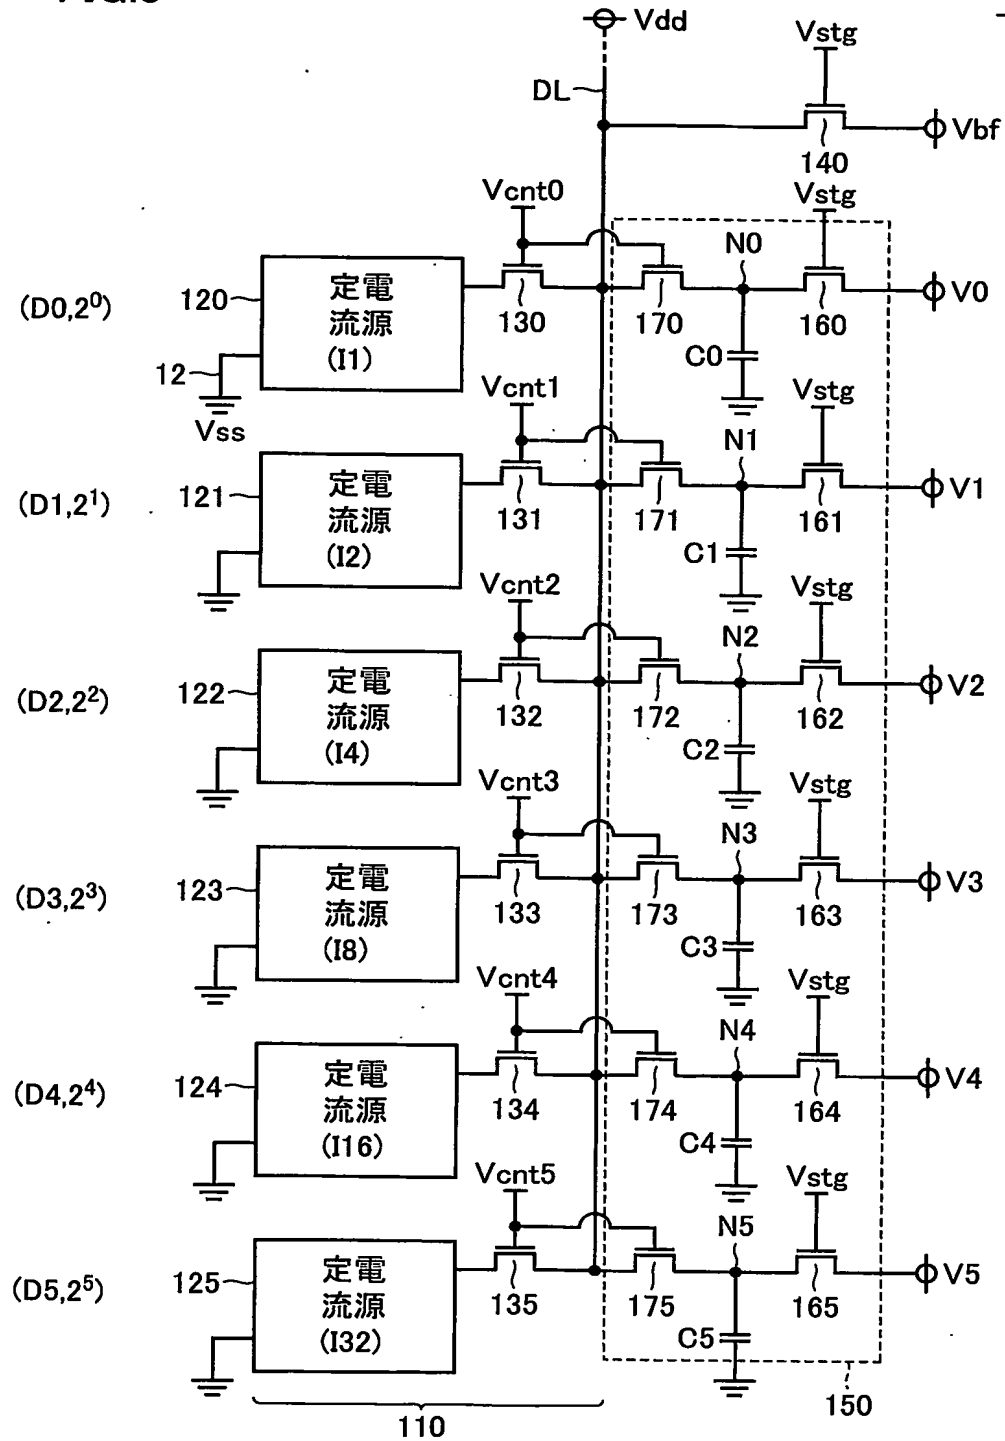 Vdd
Vstg
DL
Vbf
140
Vcnt0
Vstg
N0
(D0,2⁰)
120
定電
流源
(I1)
130
170
160
V0
C0
12
Vss
Vcnt1
Vstg
N1
(D1,2¹)
121
定電
流源
(I2)
131
171
161
V1
C1
Vcnt2
Vstg
N2
(D2,2²)
122
定電
流源
(I4)
132
172
162
V2
C2
Vcnt3
Vstg
N3
(D3,2³)
123
定電
流源
(I8)
133
173
163
V3
C3
Vcnt4
Vstg
N4
(D4,2⁴)
124
定電
流源
(I16)
134
174
164
V4
C4
Vcnt5
Vstg
N5
(D5,2⁵)
125
定電
流源
(I32)
135
175
165
V5
C5
110
150